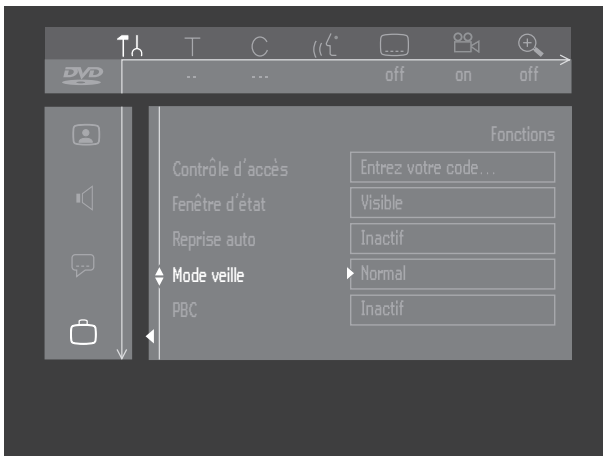 T C
DVD -- --- off on off
Fonctions
Contrôle d'accès Entrez votre code...
Fenêtre d'état Visible
Reprise auto Inactif
Mode veille Normal
PBC Inactif